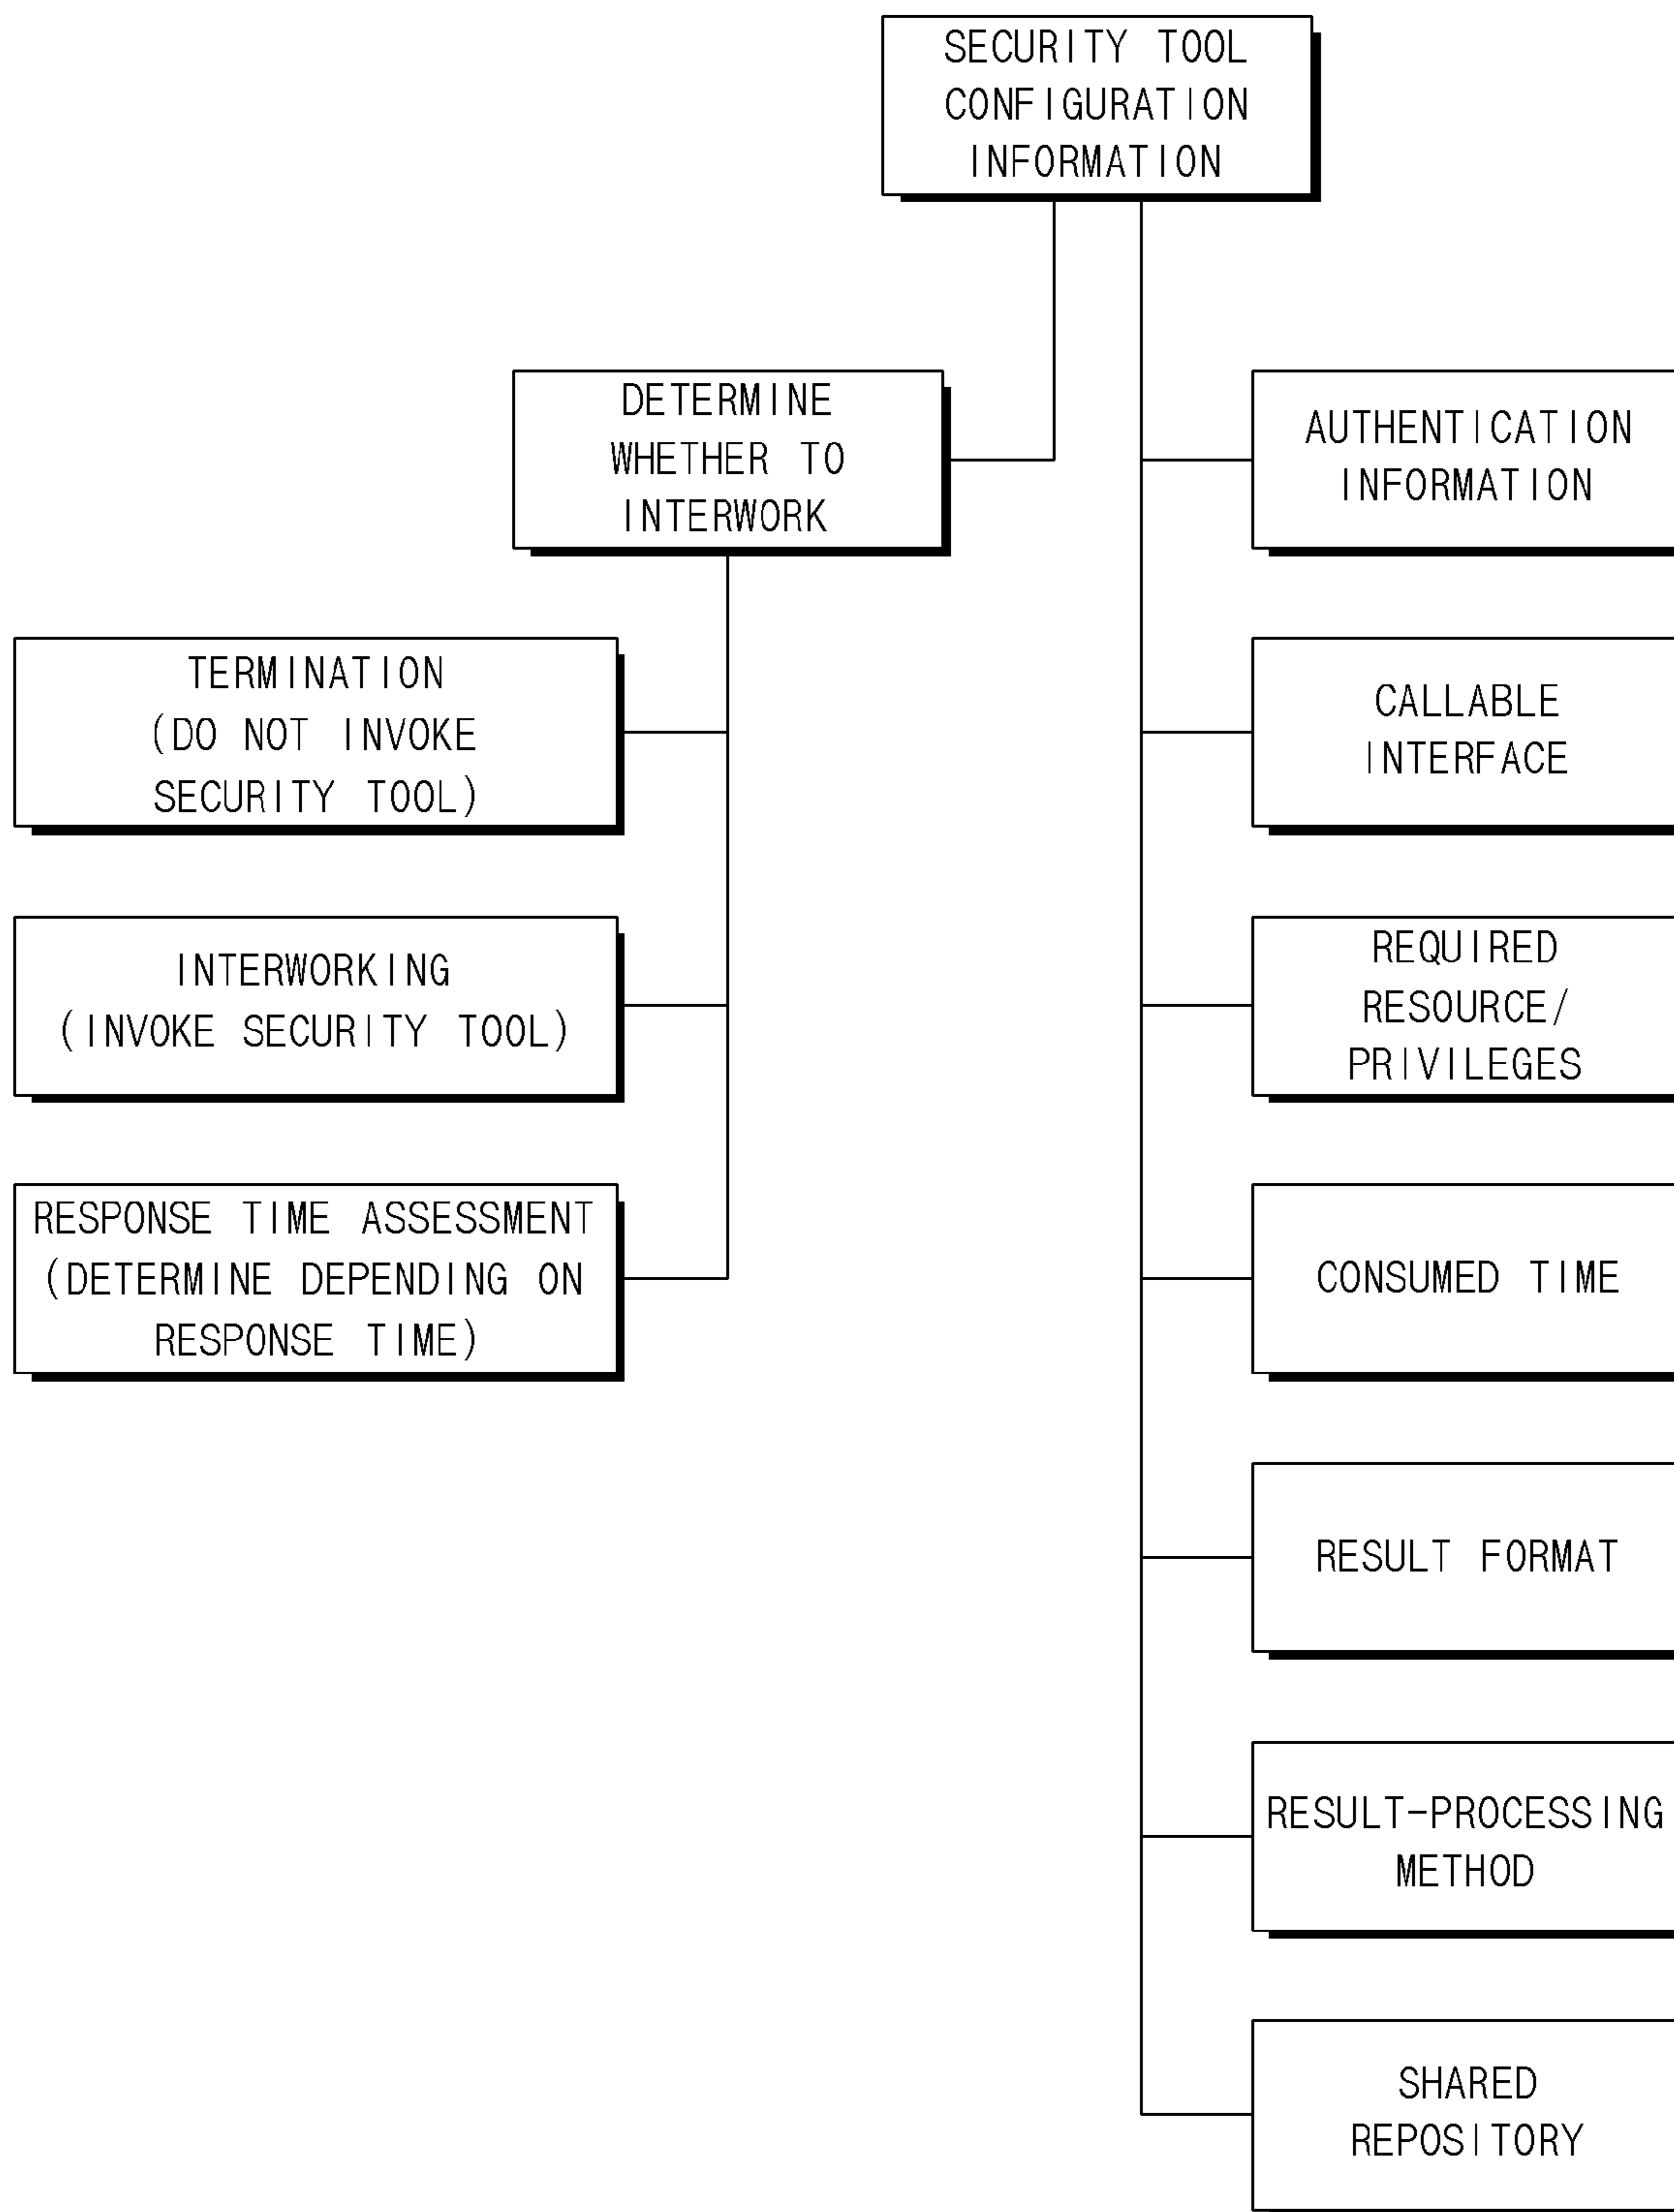 SECURITY TOOL
CONFIGURATION
INFORMATION
DETERMINE
WHETHER TO
INTERWORK
TERMINATION
(DO NOT INVOKE
SECURITY TOOL)
INTERWORKING
(INVOKE SECURITY TOOL)
RESPONSE TIME ASSESSMENT
(DETERMINE DEPENDING ON
RESPONSE TIME)
AUTHENTICATION
INFORMATION
CALLABLE
INTERFACE
REQUIRED
RESOURCE/
PRIVILEGES
CONSUMED TIME
RESULT FORMAT
RESULT-PROCESSING
METHOD
SHARED
REPOSITORY